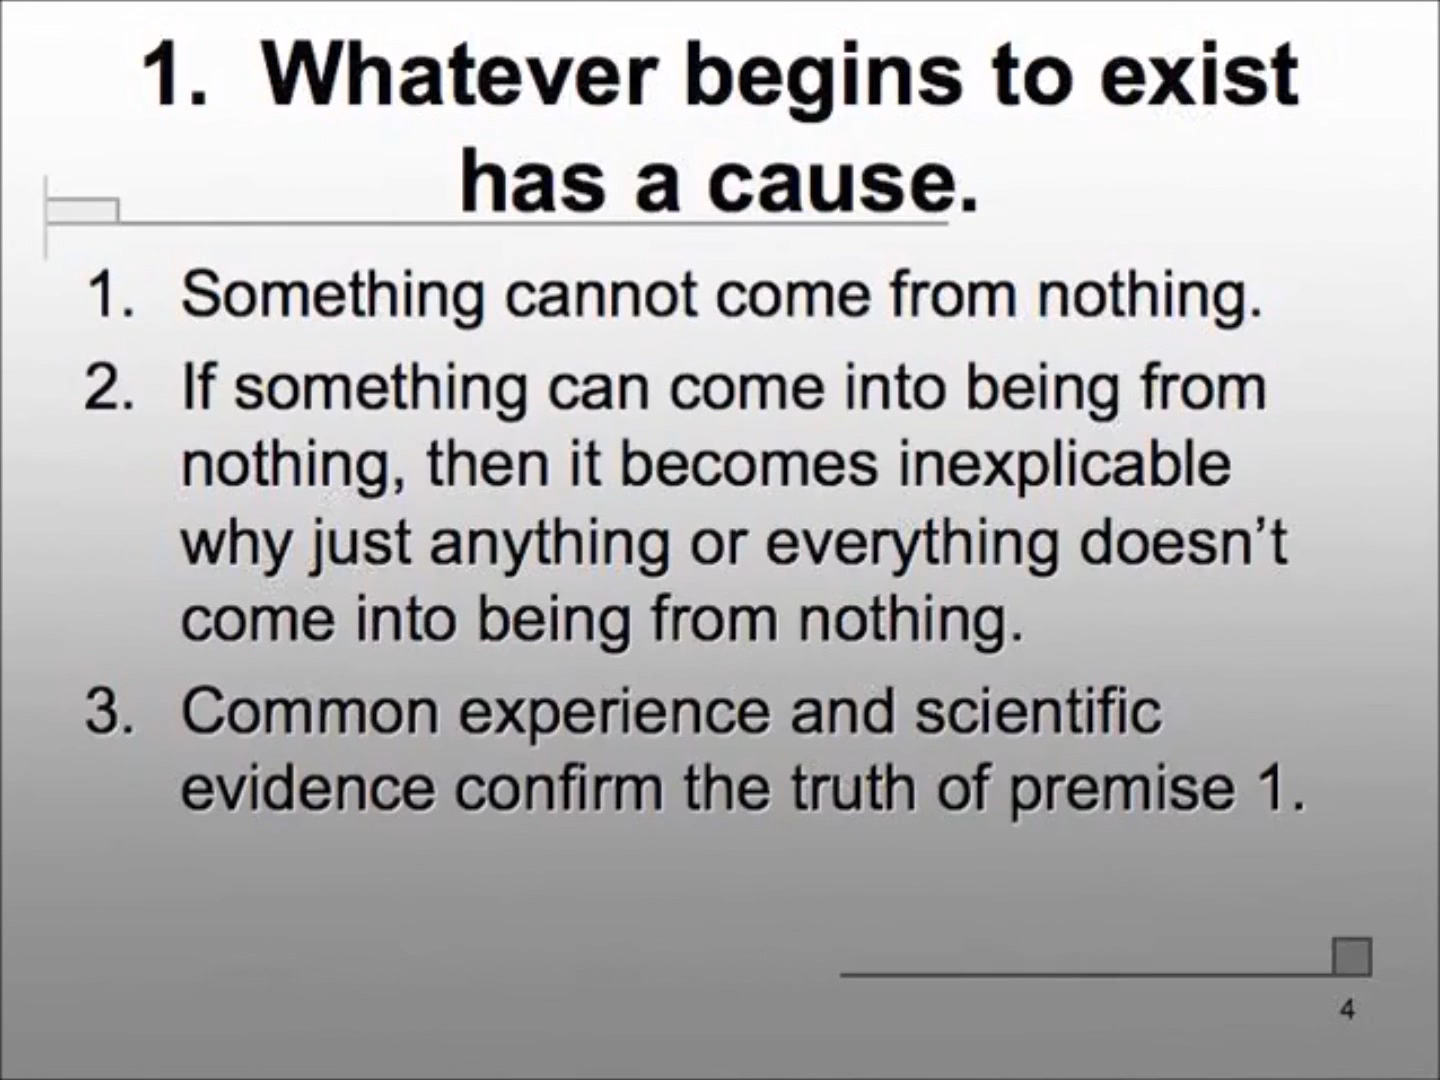 1. Whatever begins to exist
has a cause.
1. Something cannot come from nothing.
2. If something can come into being from
nothing, then it becomes inexplicable
why just anything or everything doesn’t
come into being from nothing.
3. Common experience and scientific
evidence confirm the truth of premise 1.
4